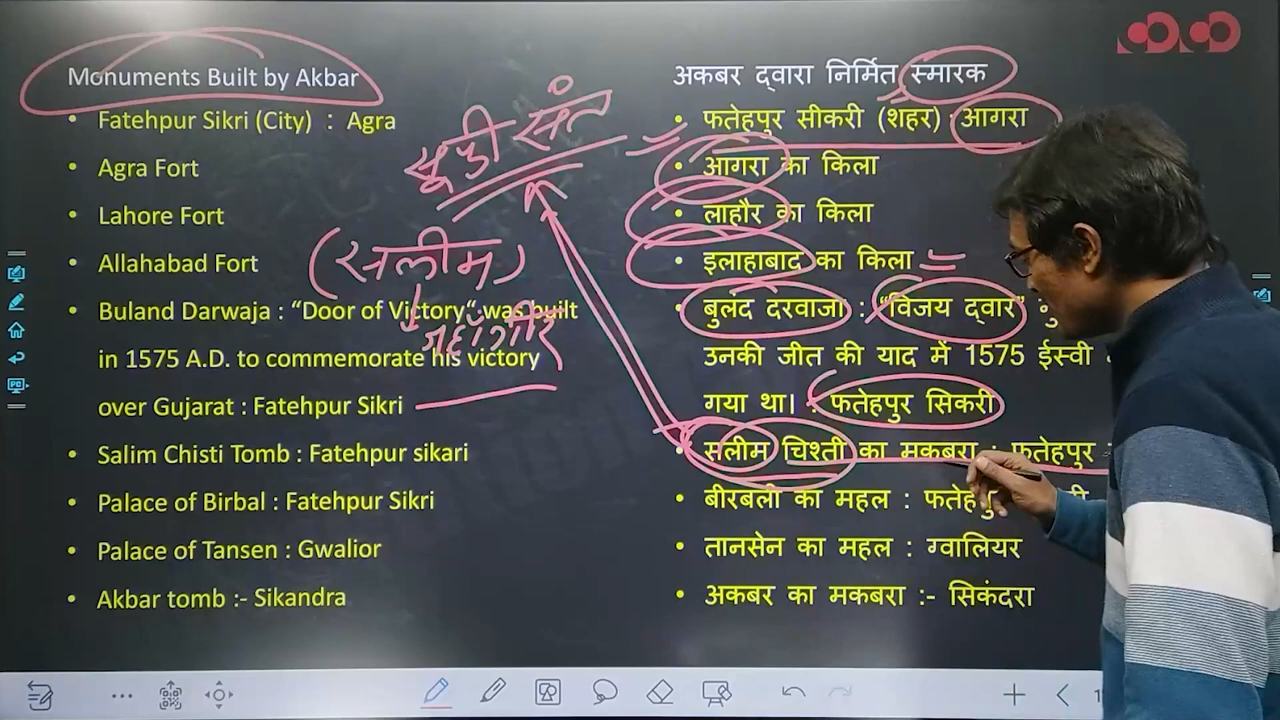 Monuments Built by Akbar
• Fatehpur Sikri (City) : Agra
• Agra Fort
• Lahore Fort
• Allahabad Fort
• Buland Darwaja : “Door of Victory“ was built
in 1575 A.D. to commemorate his victory
over Gujarat : Fatehpur Sikri
• Salim Chisti Tomb : Fatehpur sikari
• Palace of Birbal : Fatehpur Sikri
• Palace of Tansen : Gwalior
• Akbar tomb :- Sikandra
सूफी संत
(सलीम)
जहाँगीर
अकबर द्वारा निर्मित स्मारक
• फतेहपुर सीकरी (शहर) : आगरा
• आगरा का किला
• लाहौर का किला
• इलाहाबाद का किला
• बुलंद दरवाजा : “विजय द्वार”
उनकी जीत की याद में 1575 ईस्वी
गया था। : फतेहपुर सिकरी
• सलीम चिश्ती का मकबरा : फतेहपुर
• बीरबली का महल :
• तानसेन का महल : ग्वालियर
• अकबर का मकबरा :- सिकंदरा
PC